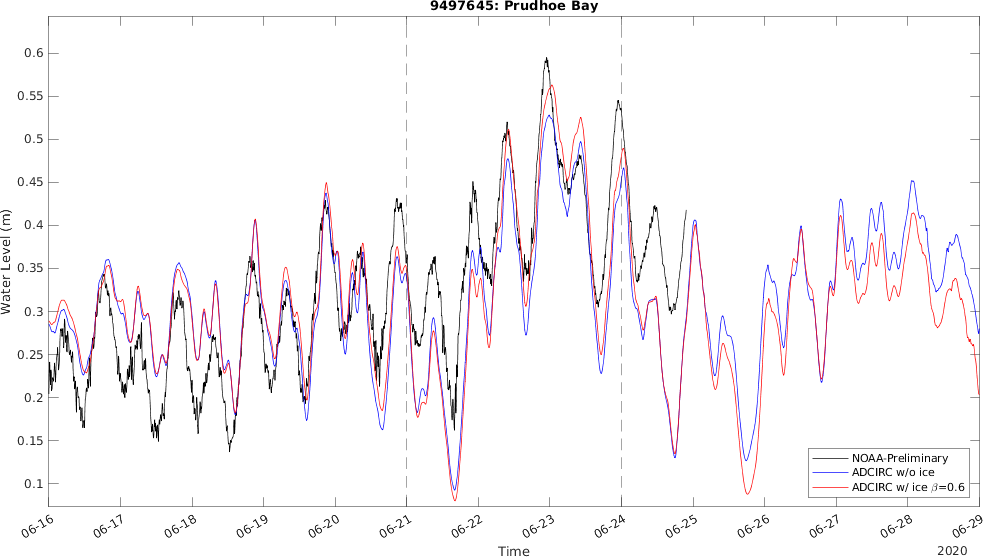 9497645: Prudhoe Bay
Water Level (m)
0.6
0.55
0.5
0.45
0.4
0.35
0.3
0.25
0.2
0.15
0.1
NOAA-Preliminary
ADCIRC w/o ice
ADCIRC w/ ice β=0.6
06-16 06-17 06-18 06-19 06-20 06-21 06-22 06-23 06-24 06-25 06-26 06-27 06-28 06-29
Time
2020